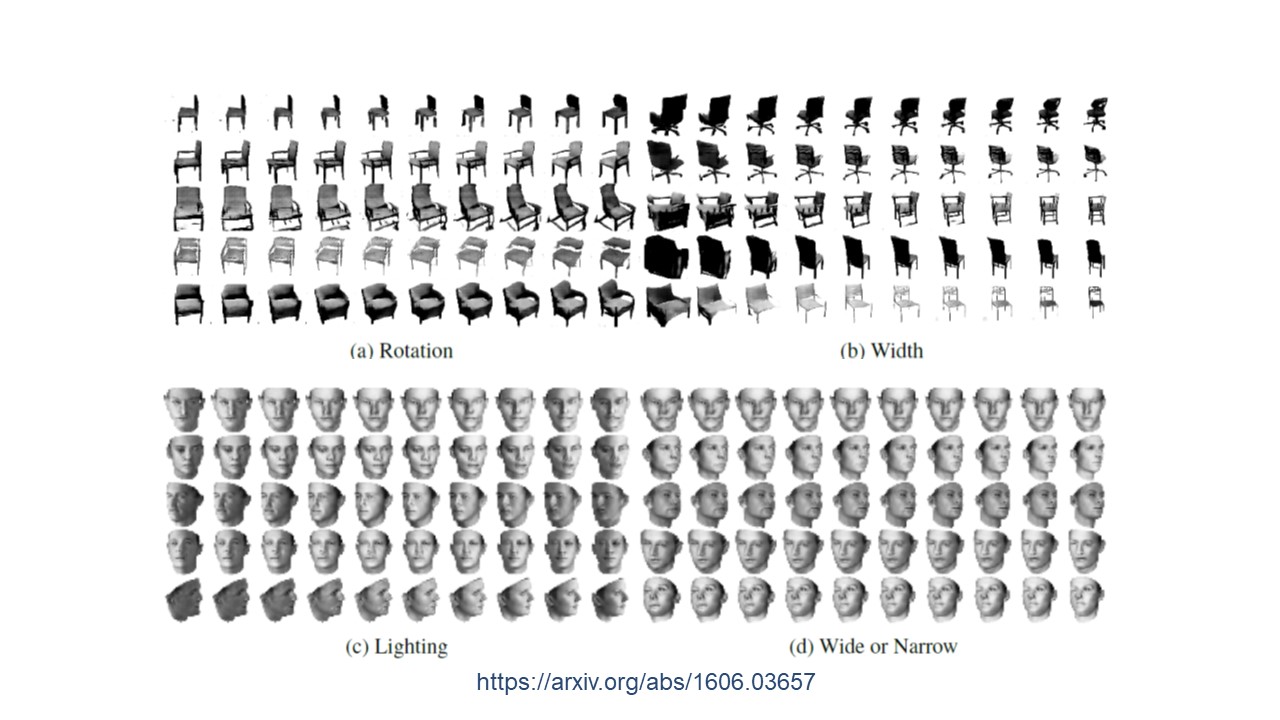 (a) Rotation
(b) Width
(c) Lighting
(d) Wide or Narrow
https://arxiv.org/abs/1606.03657